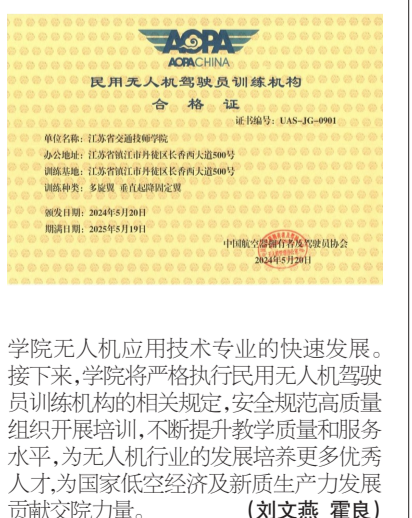 AOPA
AOPA CHINA
民用无人机驾驶员训练机构
合格证
证书编号：UAS-JG-0901
单位名称：江苏省交通技师学院
办公地址：江苏省镇江市丹徒区长香西大道500号
训练基地：江苏省镇江市丹徒区长香西大道500号
训练种类：多旋翼 垂直起降固定翼
颁发日期：2024年5月20日
期满日期：2025年5月19日
中国航空器拥有者及驾驶员协会
2024年5月20日
学院无人机应用技术专业的快速发展。
接下来,学院将严格执行民用无人机驾驶
员训练机构的相关规定,安全规范高质量
组织开展培训,不断提升教学质量和服务
水平,为无人机行业的发展培养更多优秀
人才,为国家低空经济及新质生产力发展
贡献交院力量。 (刘文燕 霍良)